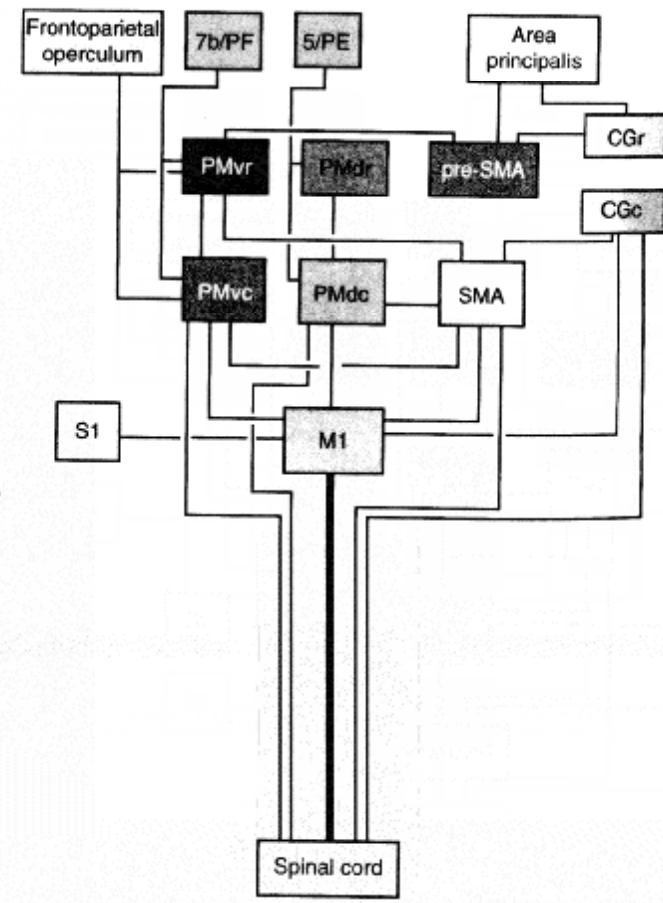 Frontoparietal
operculum
7b/PF
5/PE
Area
principalis
CGr
PMvr
PMdr
pre-SMA
CGc
PMvc
PMdc
SMA
S1
M1
Spinal cord